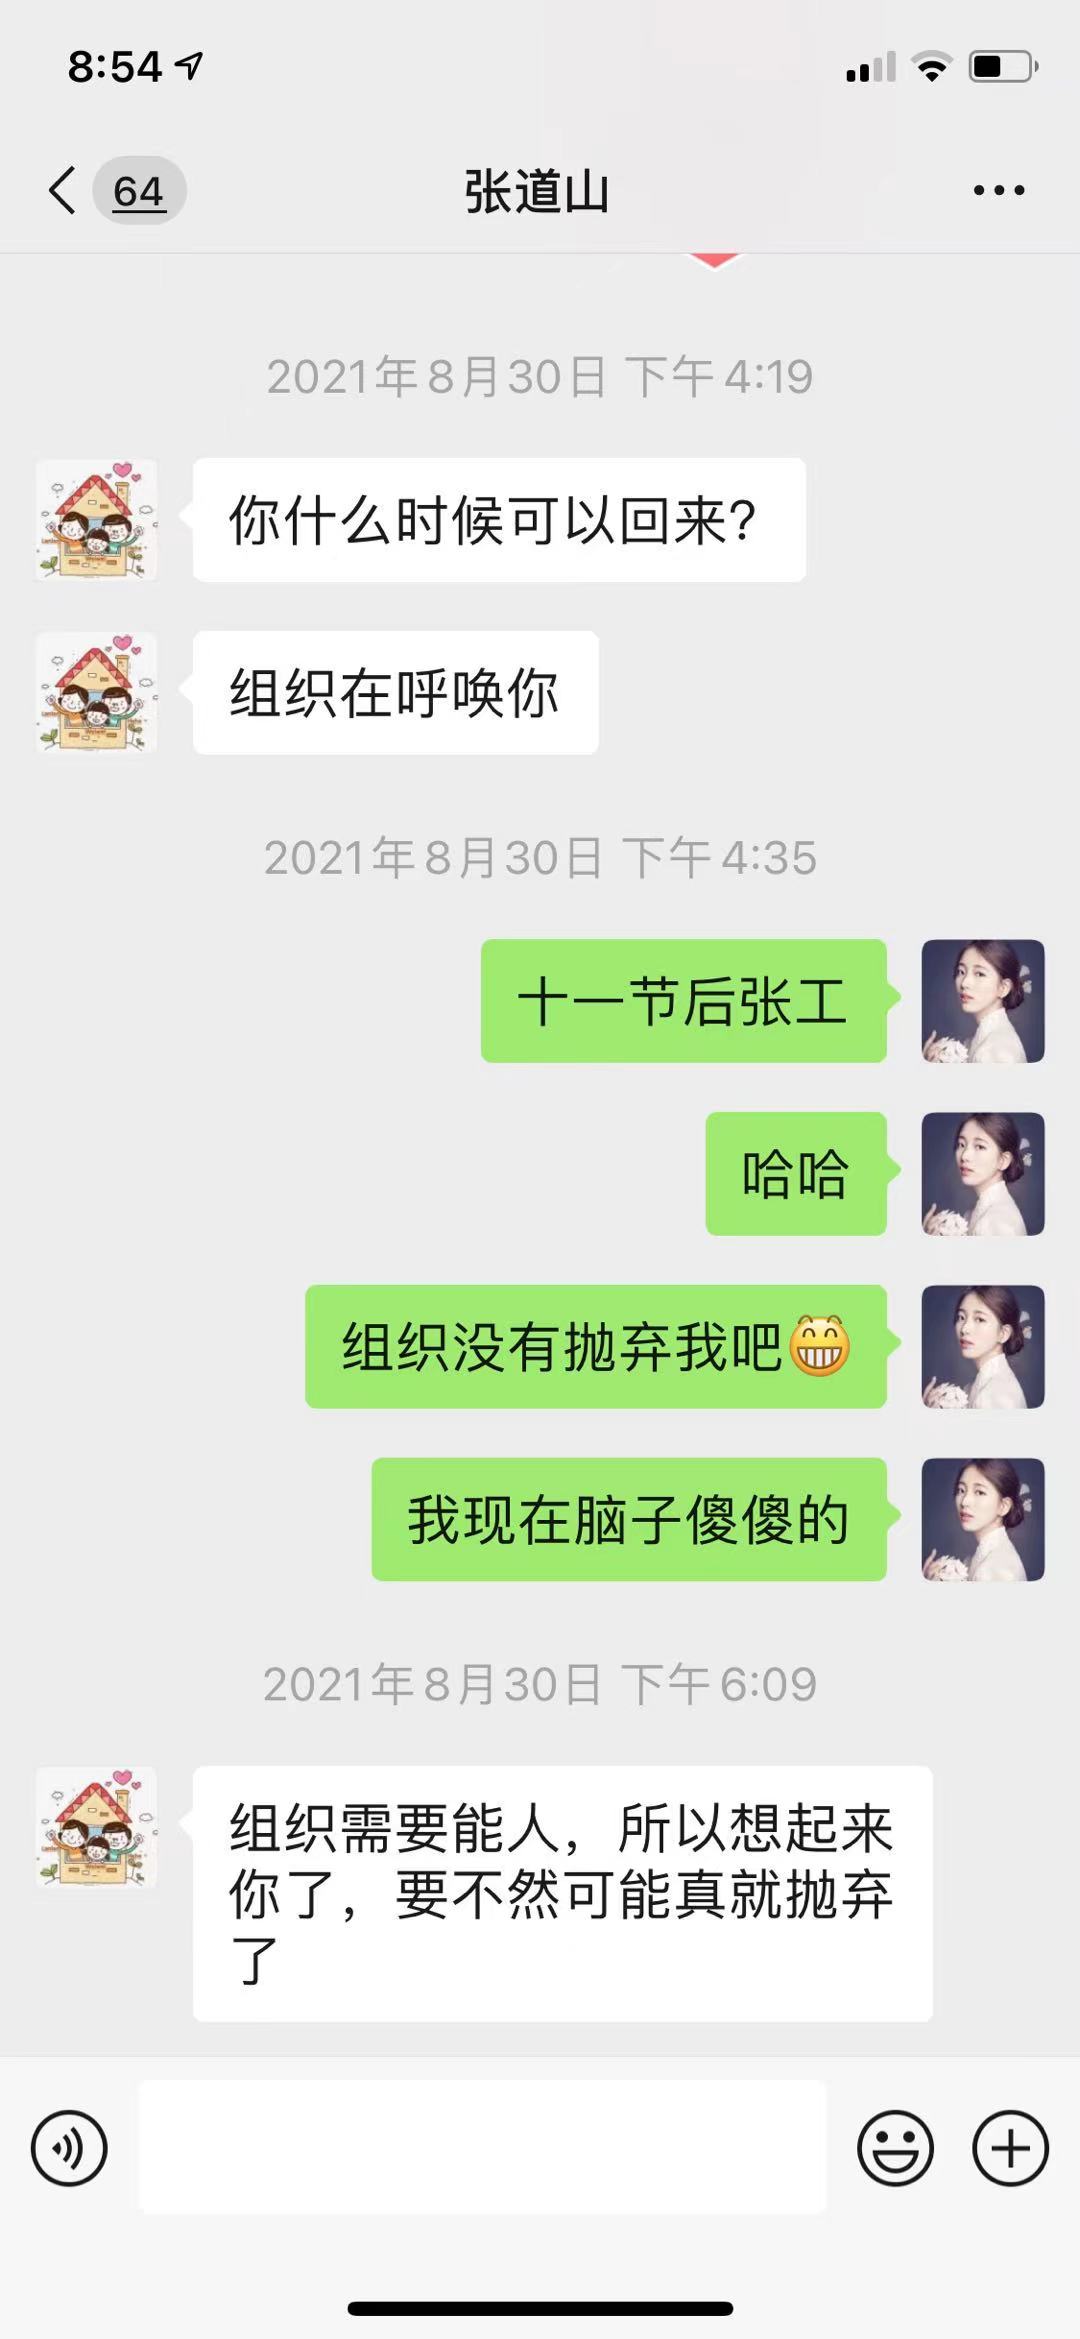 8:54
64
张道山
2021年8月30日 下午4:19
你什么时候可以回来?
组织在呼唤你
2021年8月30日 下午4:35
十一节后张工
哈哈
组织没有抛弃我吧😁
我现在脑子傻傻的
2021年8月30日 下午6:09
组织需要能人，所以想起来
你了，要不然可能真就抛弃
了